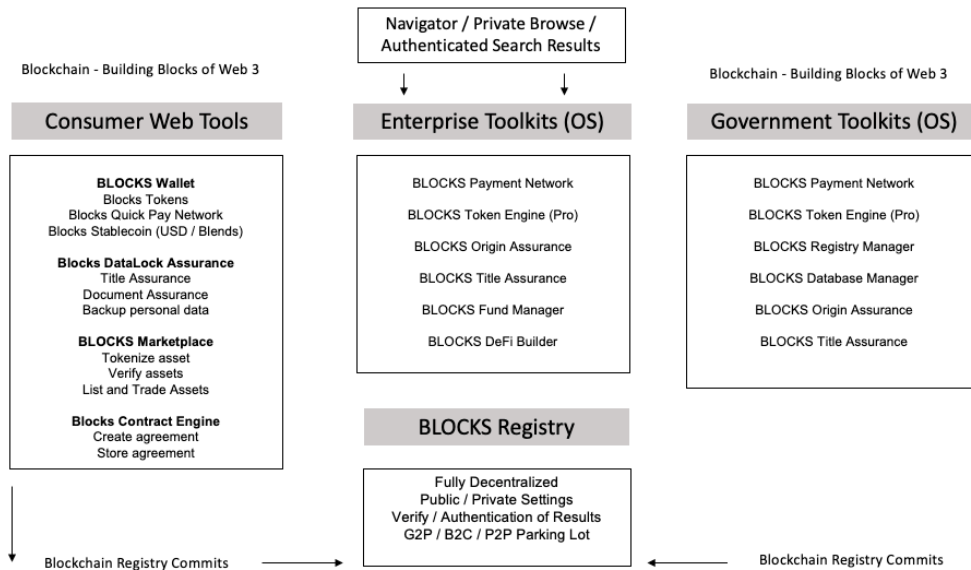 Navigator / Private Browse /
Authenticated Search Results
Blockchain - Building Blocks of Web 3
Consumer Web Tools
BLOCKS Wallet
Blocks Tokens
Blocks Quick Pay Network
Blocks Stablecoin (USD / Blends)
Blocks DataLock Assurance
Title Assurance
Document Assurance
Backup personal data
BLOCKS Marketplace
Tokenize asset
Verify assets
List and Trade Assets
Blocks Contract Engine
Create agreement
Store agreement
Blockchain Registry Commits
Enterprise Toolkits (OS)
BLOCKS Payment Network
BLOCKS Token Engine (Pro)
BLOCKS Origin Assurance
BLOCKS Title Assurance
BLOCKS Fund Manager
BLOCKS DeFi Builder
BLOCKS Registry
Fully Decentralized
Public / Private Settings
Verify / Authentication of Results
G2P / B2C / P2P Parking Lot
Blockchain - Building Blocks of Web 3
Government Toolkits (OS)
BLOCKS Payment Network
BLOCKS Token Engine (Pro)
BLOCKS Registry Manager
BLOCKS Database Manager
BLOCKS Origin Assurance
BLOCKS Title Assurance
Blockchain Registry Commits